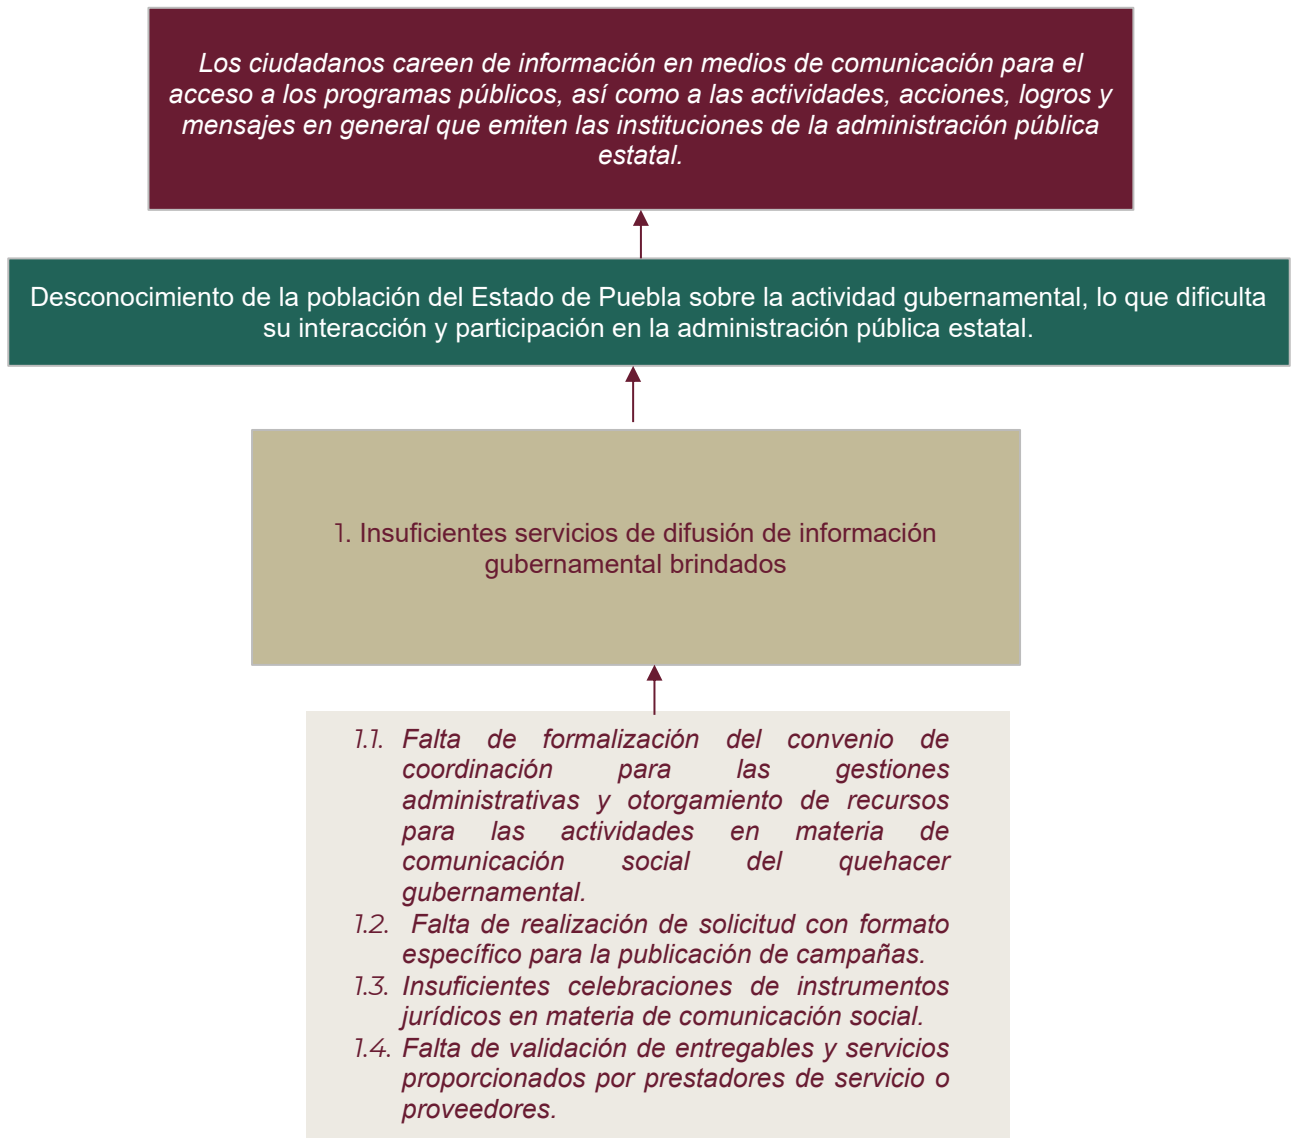 Los ciudadanos careen de información en medios de comunicación para el
acceso a los programas públicos, así como a las actividades, acciones, logros y
mensajes en general que emiten las instituciones de la administración pública
estatal.
Desconocimiento de la población del Estado de Puebla sobre la actividad gubernamental, lo que dificulta
su interacción y participación en la administración pública estatal.
1. Insuficientes servicios de difusión de información
gubernamental brindados
1.1. Falta de formalización del convenio de
coordinación para las gestiones
administrativas y otorgamiento de recursos
para las actividades en materia de
comunicación social del quehacer
gubernamental.
1.2. Falta de realización de solicitud con formato
específico para la publicación de campañas.
1.3. Insuficientes celebraciones de instrumentos
jurídicos en materia de comunicación social.
1.4. Falta de validación de entregables y servicios
proporcionados por prestadores de servicio o
proveedores.